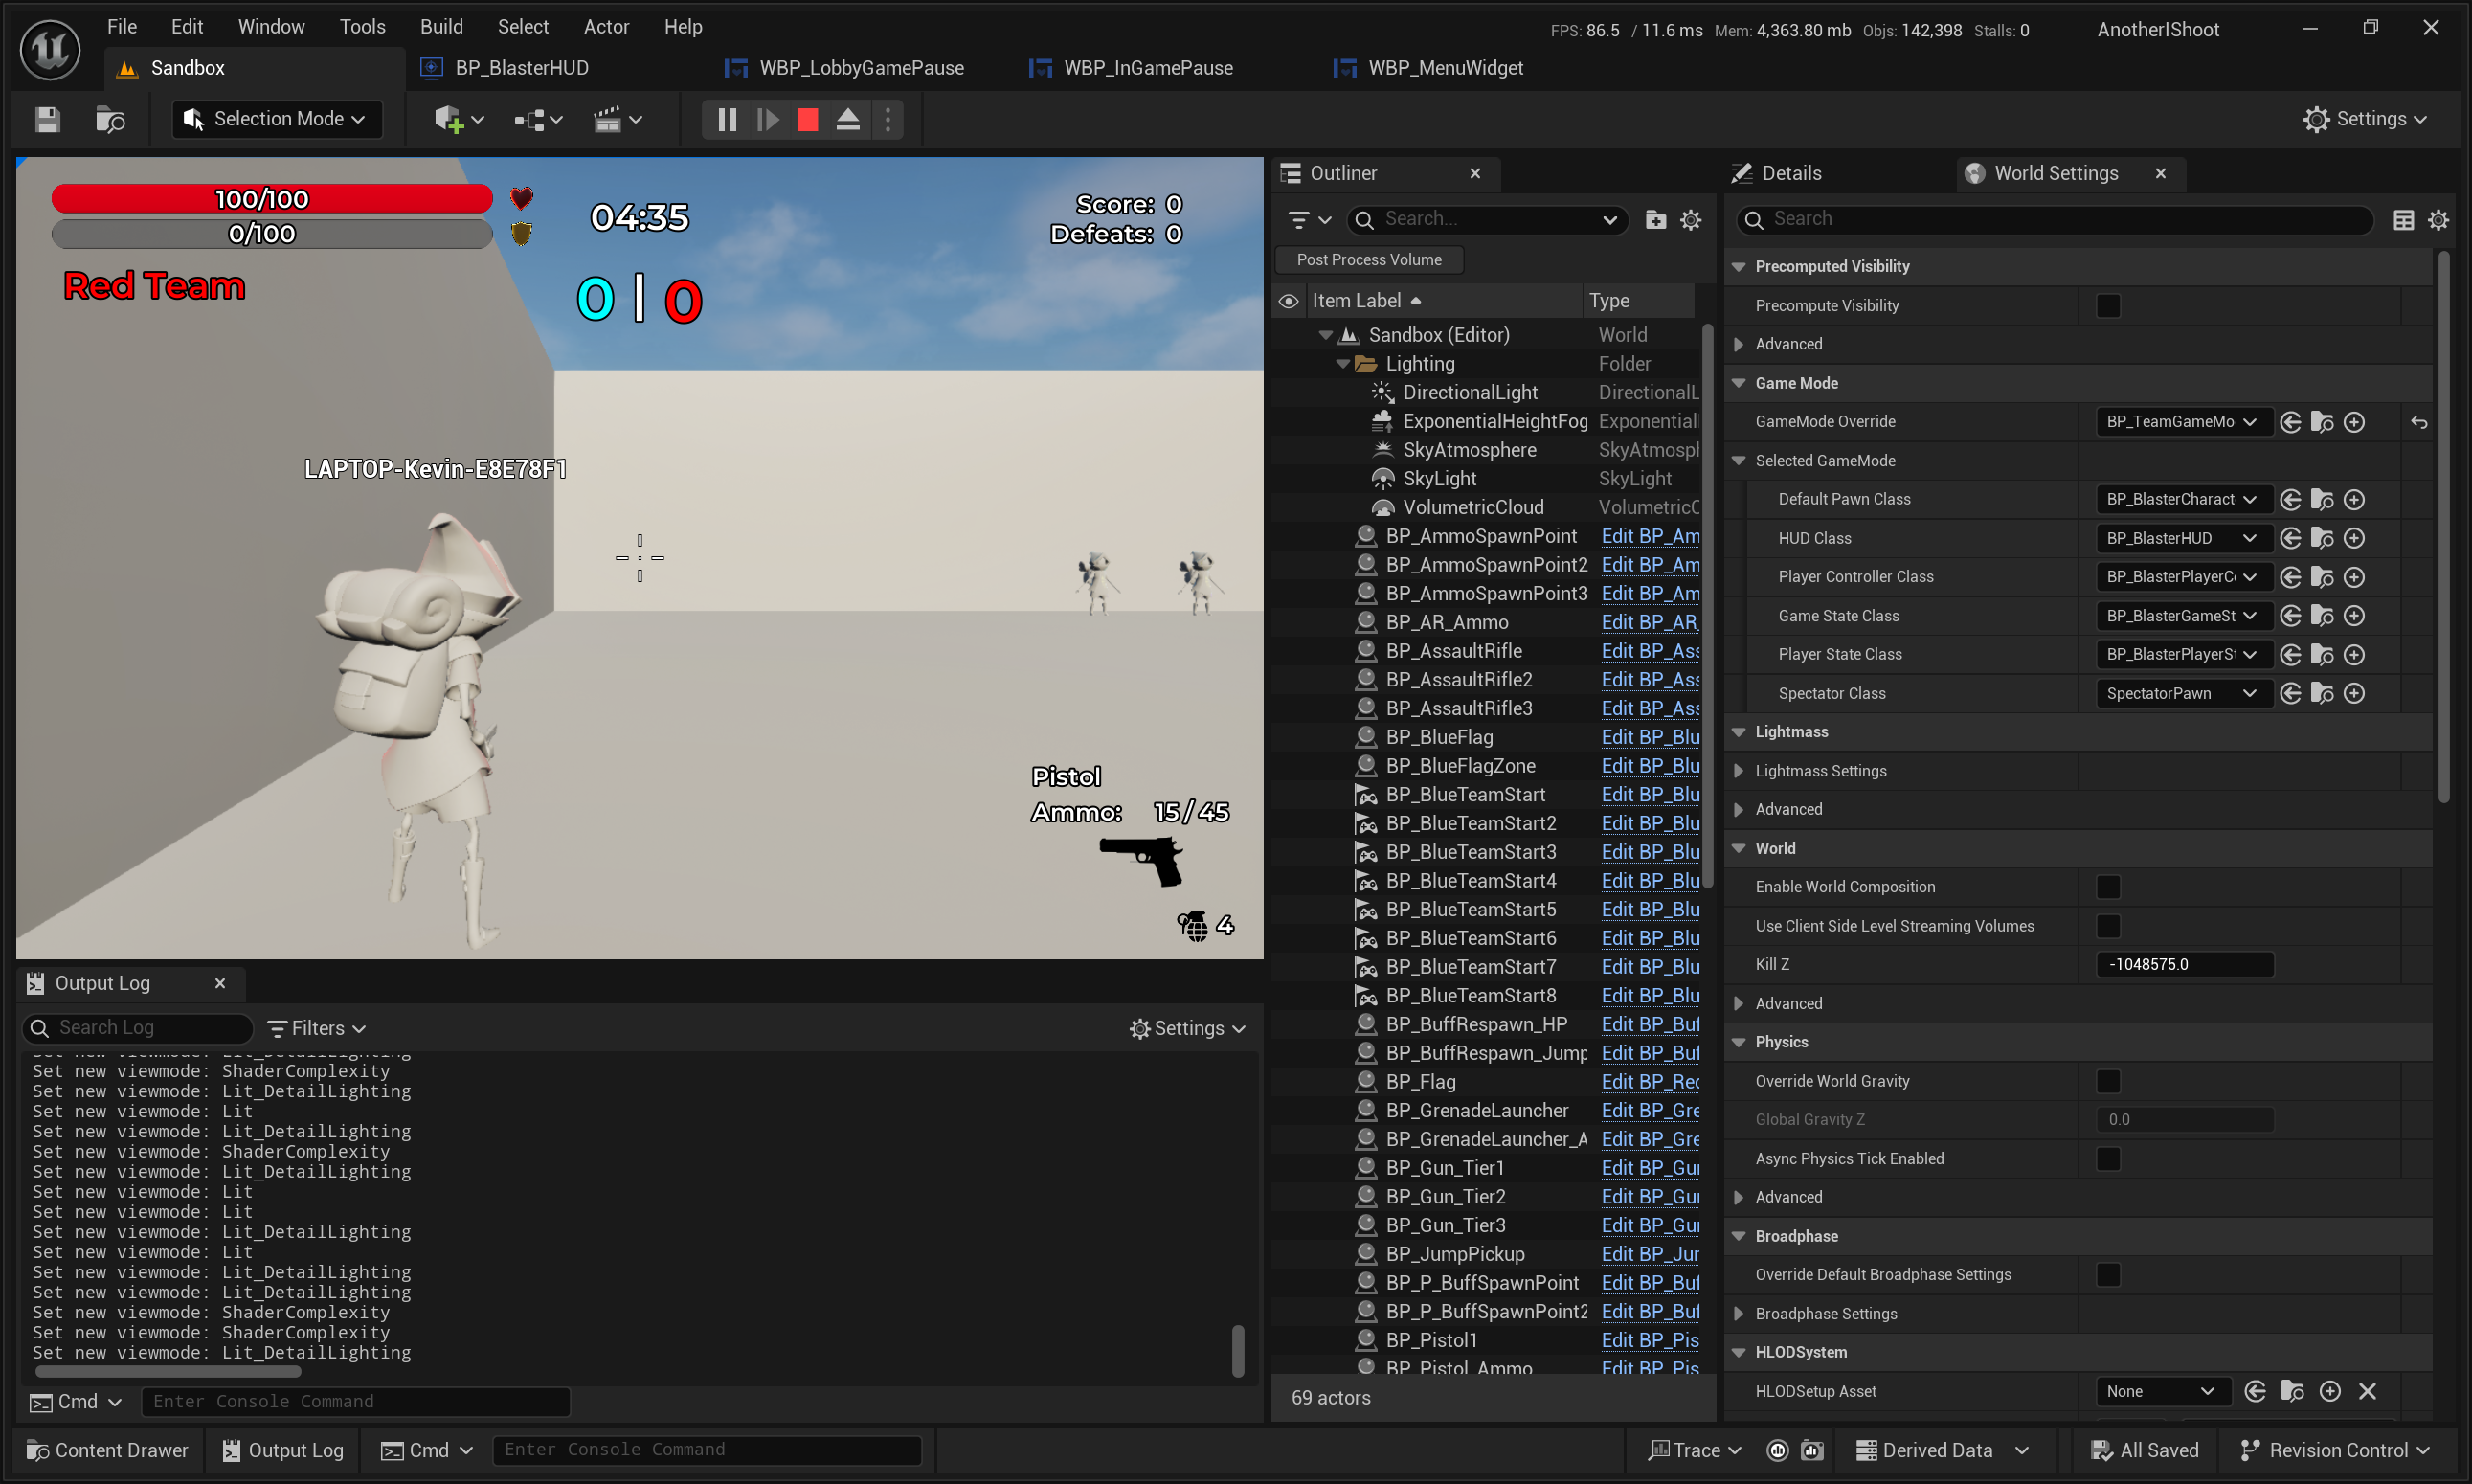 File Edit Window Tools Build Select Actor Help
FPS: 86.5 / 11.6 ms Mem: 4,363.80 mb Objs: 142,398 Stalls: 0
AnotherIShoot
Sandbox BP_BlasterHUD WBP_LobbyGamePause WBP_InGamePause WBP_MenuWidget
Selection Mode Settings
100/100
0/100
Red Team
04:35
0 | 0
Score: 0
Defeats: 0
LAPTOP-Kevin-E8E78F1
Pistol
Ammo: 15 / 45
4
Output Log
Search Log Filters Settings
Set new viewmode: Lit_DetailLighting
Set new viewmode: ShaderComplexity
Set new viewmode: Lit_DetailLighting
Set new viewmode: Lit
Set new viewmode: Lit_DetailLighting
Set new viewmode: ShaderComplexity
Set new viewmode: Lit_DetailLighting
Set new viewmode: Lit
Set new viewmode: Lit
Set new viewmode: Lit_DetailLighting
Set new viewmode: Lit
Set new viewmode: Lit_DetailLighting
Set new viewmode: Lit_DetailLighting
Set new viewmode: ShaderComplexity
Set new viewmode: ShaderComplexity
Set new viewmode: Lit_DetailLighting
Cmd Enter Console Command
Outliner
Search...
Post Process Volume
Item Label Type
Sandbox (Editor) World
Lighting Folder
DirectionalLight DirectionalL
ExponentialHeightFog Exponential
SkyAtmosphere SkyAtmosph
SkyLight SkyLight
VolumetricCloud VolumetricC
BP_AmmoSpawnPoint Edit BP_Am
BP_AmmoSpawnPoint2 Edit BP_Am
BP_AmmoSpawnPoint3 Edit BP_Am
BP_AR_Ammo Edit BP_AR_
BP_AssaultRifle Edit BP_Ass
BP_AssaultRifle2 Edit BP_Ass
BP_AssaultRifle3 Edit BP_Ass
BP_BlueFlag Edit BP_Blu
BP_BlueFlagZone Edit BP_Blu
BP_BlueTeamStart Edit BP_Blu
BP_BlueTeamStart2 Edit BP_Blu
BP_BlueTeamStart3 Edit BP_Blu
BP_BlueTeamStart4 Edit BP_Blu
BP_BlueTeamStart5 Edit BP_Blu
BP_BlueTeamStart6 Edit BP_Blu
BP_BlueTeamStart7 Edit BP_Blu
BP_BlueTeamStart8 Edit BP_Blu
BP_BuffRespawn_HP Edit BP_Buf
BP_BuffRespawn_Jump Edit BP_Buf
BP_Flag Edit BP_Rec
BP_GrenadeLauncher Edit BP_Gre
BP_GrenadeLauncher_A Edit BP_Gre
BP_Gun_Tier1 Edit BP_Gu
BP_Gun_Tier2 Edit BP_Gu
BP_Gun_Tier3 Edit BP_Gu
BP_JumpPickup Edit BP_Jur
BP_P_BuffSpawnPoint Edit BP_Buf
BP_P_BuffSpawnPoint2 Edit BP_Buf
BP_Pistol1 Edit BP_Pis
BP_Pistol_Ammo Edit BP_Pis
69 actors
Details World Settings
Search
Precomputed Visibility
Precompute Visibility
Advanced
Game Mode
GameMode Override BP_TeamGameMo
Selected GameMode
Default Pawn Class BP_BlasterCharact
HUD Class BP_BlasterHUD
Player Controller Class BP_BlasterPlayerC
Game State Class BP_BlasterGameSt
Player State Class BP_BlasterPlayerS
Spectator Class SpectatorPawn
Lightmass
Lightmass Settings
Advanced
World
Enable World Composition
Use Client Side Level Streaming Volumes
Kill Z -1048575.0
Advanced
Physics
Override World Gravity
Global Gravity Z 0.0
Async Physics Tick Enabled
Advanced
Broadphase
Override Default Broadphase Settings
Broadphase Settings
HLODSystem
HLODSetup Asset None
Content Drawer Output Log Cmd Enter Console Command Trace Derived Data All Saved Revision Control